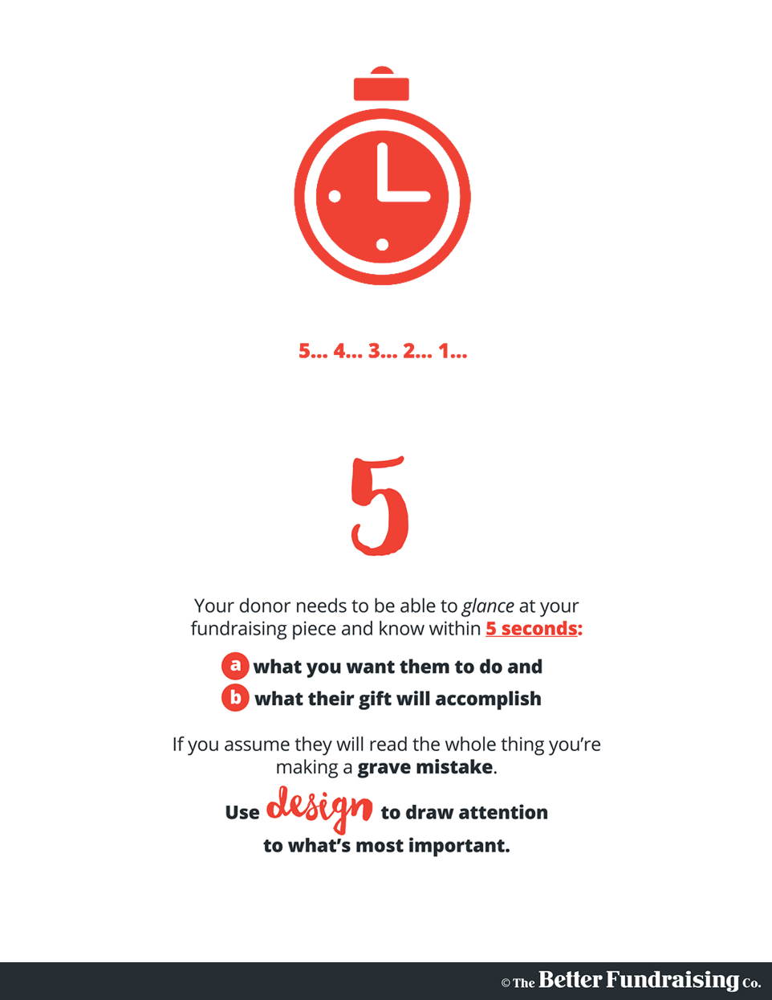 5... 4... 3... 2... 1...
5
Your donor needs to be able to glance at your
fundraising piece and know within 5 seconds:
a what you want them to do and
b what their gift will accomplish
If you assume they will read the whole thing you’re
making a grave mistake.
Use design to draw attention
to what’s most important.
© The Better Fundraising Co.